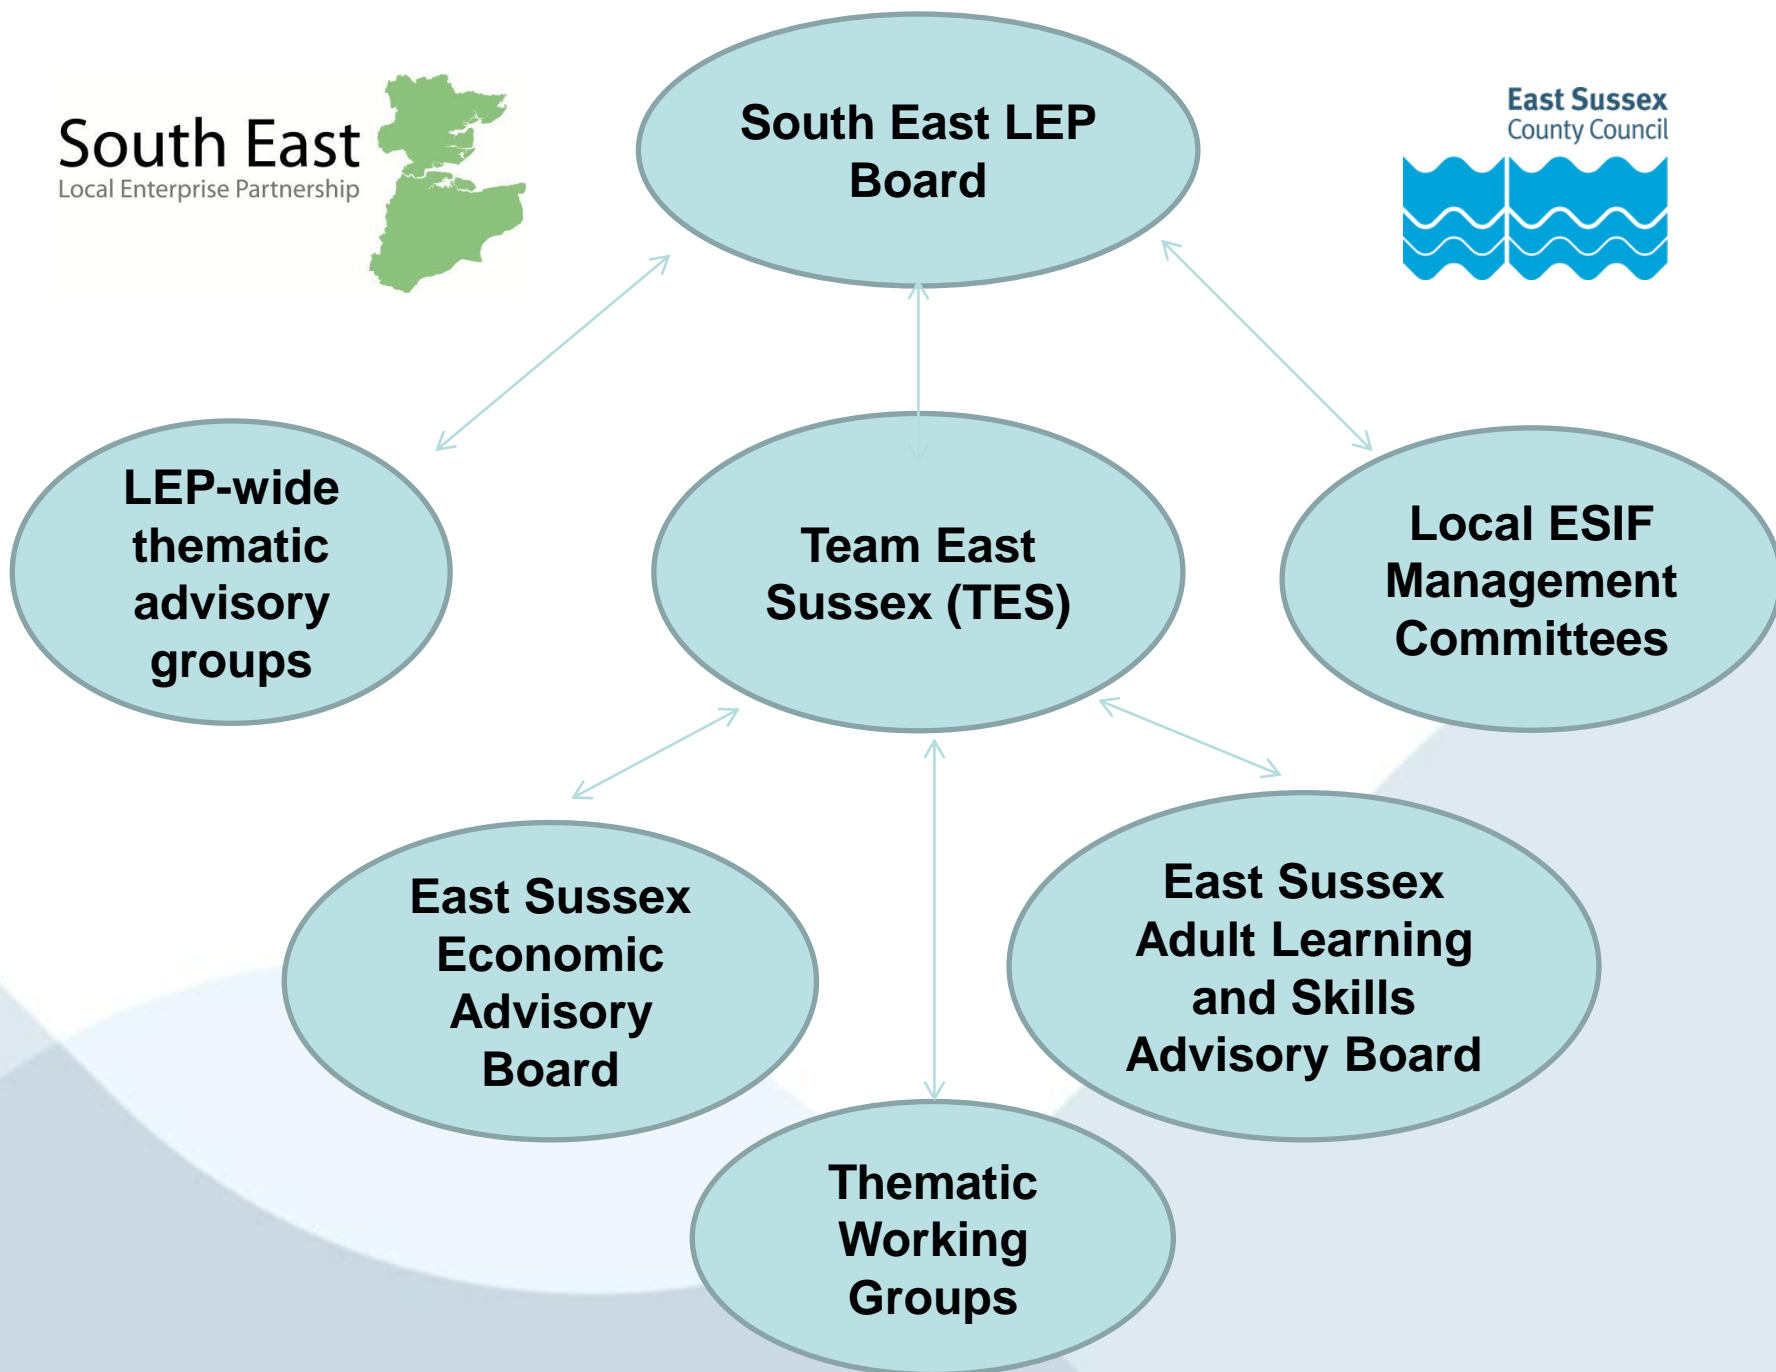 South East
Local Enterprise Partnership
South East LEP
Board
East Sussex
County Council
LEP-wide
thematic
advisory
groups
Team East
Sussex (TES)
Local ESIF
Management
Committees
East Sussex
Economic
Advisory
Board
East Sussex
Adult Learning
and Skills
Advisory Board
Thematic
Working
Groups